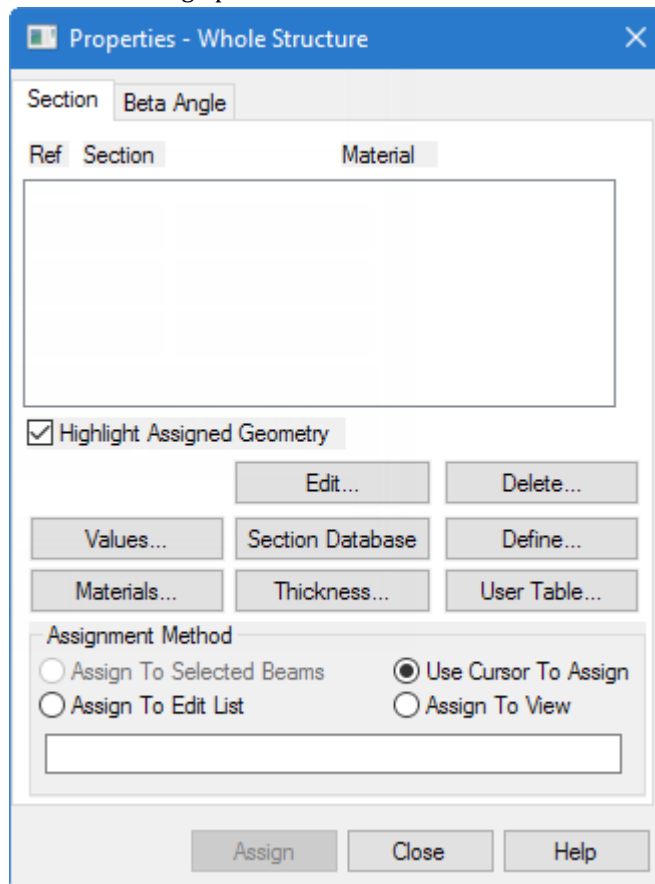 Properties - Whole Structure
Section Beta Angle
Ref Section Material
Highlight Assigned Geometry
Edit... Delete...
Values... Section Database Define...
Materials... Thickness... User Table...
Assignment Method
Assign To Selected Beams Use Cursor To Assign
Assign To Edit List Assign To View
Assign Close Help